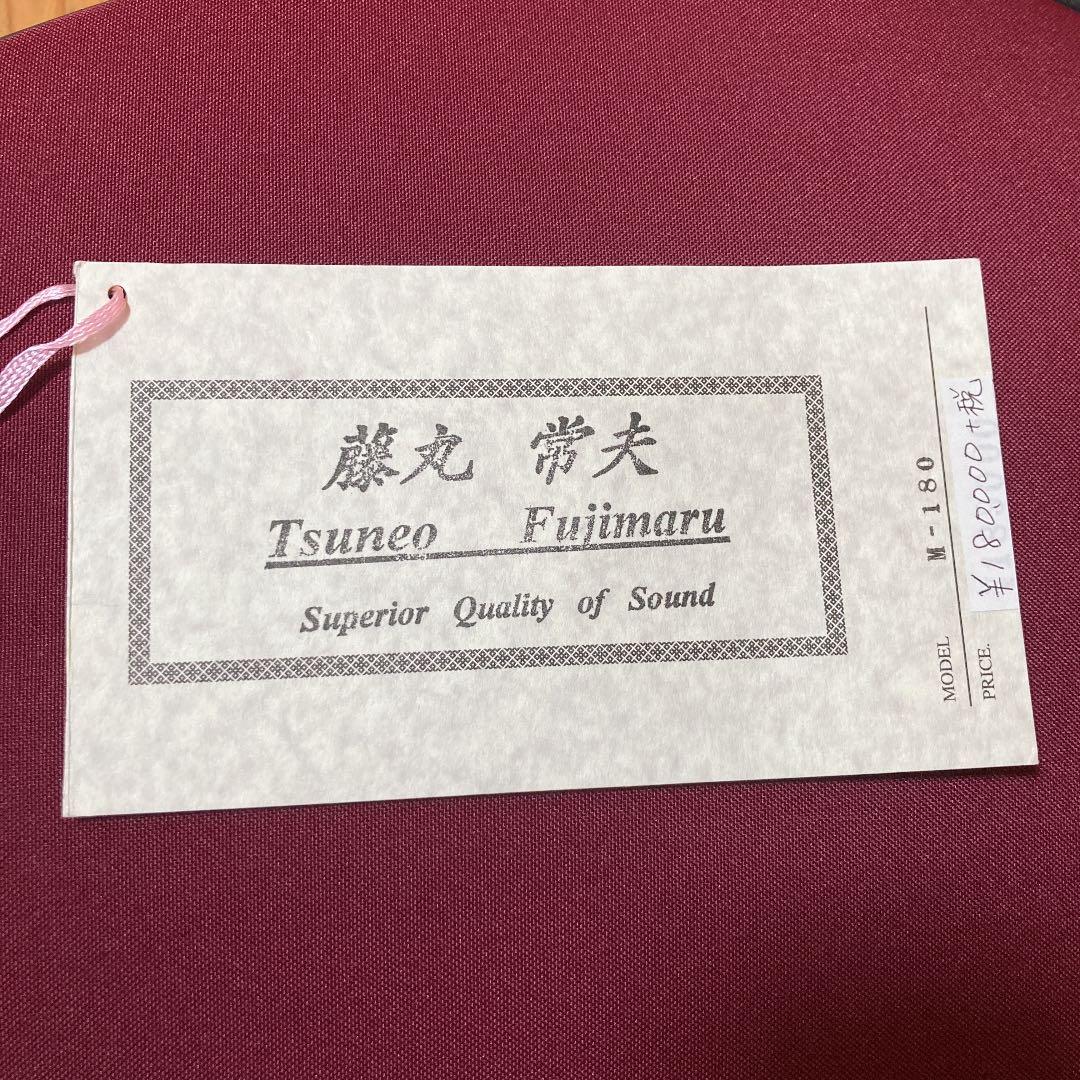 藤丸 常夫
Tsuneo Fujimaru
Superior Quality of Sound
MODEL M-180
PRICE. ¥180,000+税